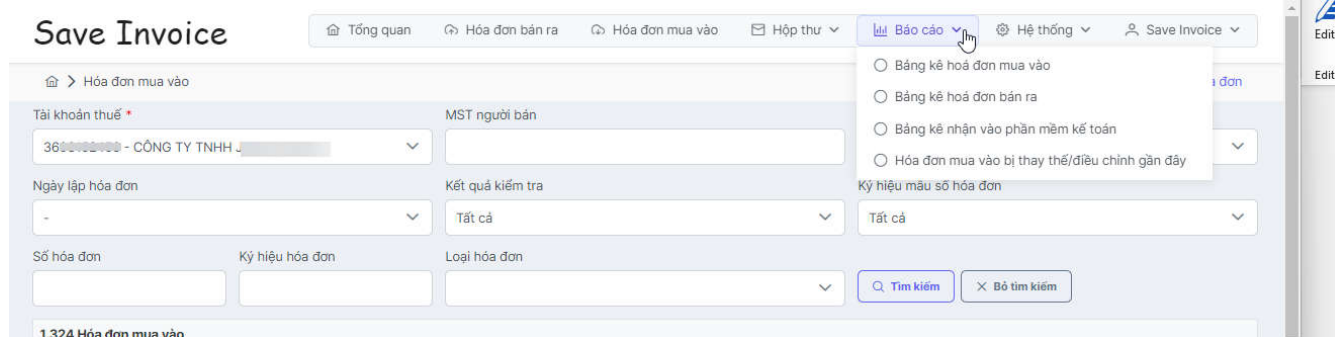 Save Invoice
Tổng quan
Hóa đơn bán ra
Hóa đơn mua vào
Hộp thư
Báo cáo
Hệ thống
Save Invoice
Edit
Hóa đơn mua vào
Bảng kê hoá đơn mua vào
Bảng kê hoá đơn bán ra
Bảng kê nhận vào phần mềm kế toán
Hóa đơn mua vào bị thay thế/điều chỉnh gần đây
đơn
Edit
Tài khoản thuế *
MST người bán
- CÔNG TY TNHH
Ngày lập hóa đơn
Kết quả kiểm tra
Ký hiệu mẫu số hóa đơn
-
Tất cả
Tất cả
Số hóa đơn
Ký hiệu hóa đơn
Loại hóa đơn
Tìm kiếm
Bỏ tìm kiếm
1.324 Hóa đơn mua vào